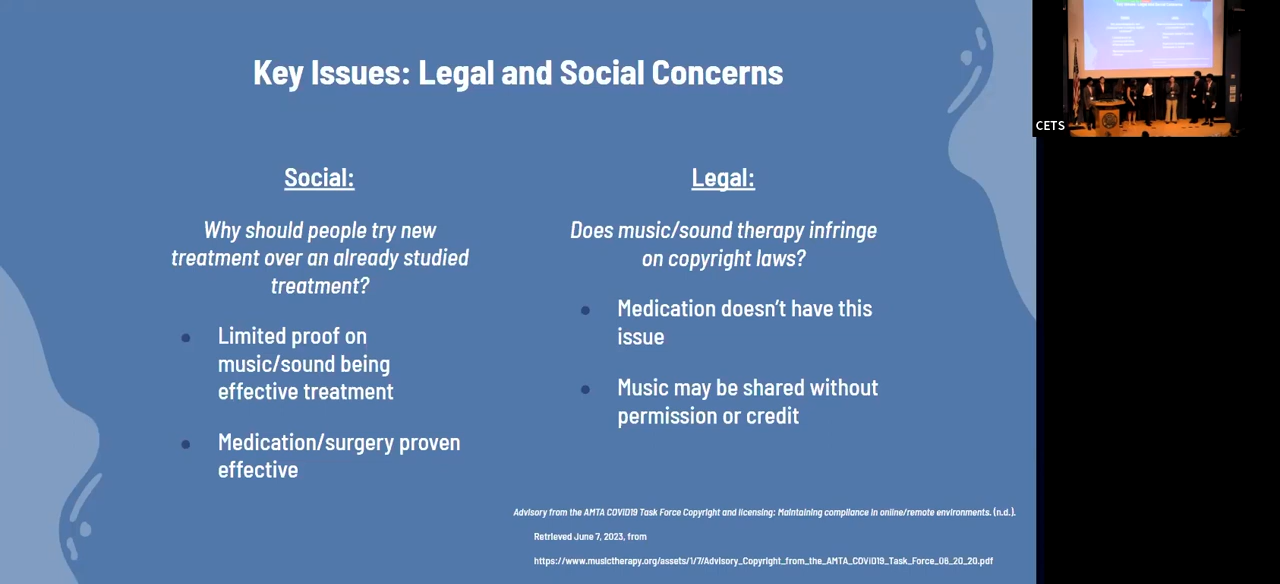 Key Issues: Legal and Social Concerns
Social:
Why should people try new
treatment over an already studied
treatment?
Limited proof on
music/sound being
effective treatment
Medication/surgery proven
effective
Legal:
Does music/sound therapy infringe
on copyright laws?
Medication doesn't have this
issue
Music may be shared without
permission or credit
Advisory from the AMTA COVID19 Task Force Copyright and licensing: Maintaining compliance in online/remote environments. (n.d.).
Retrieved June 7, 2023, from
https://www.musictherapy.org/assets/1/7/Advisory_Copyright_from_the_AMTA_COViD19_Task_Force_06_20_20.pdf
CETS